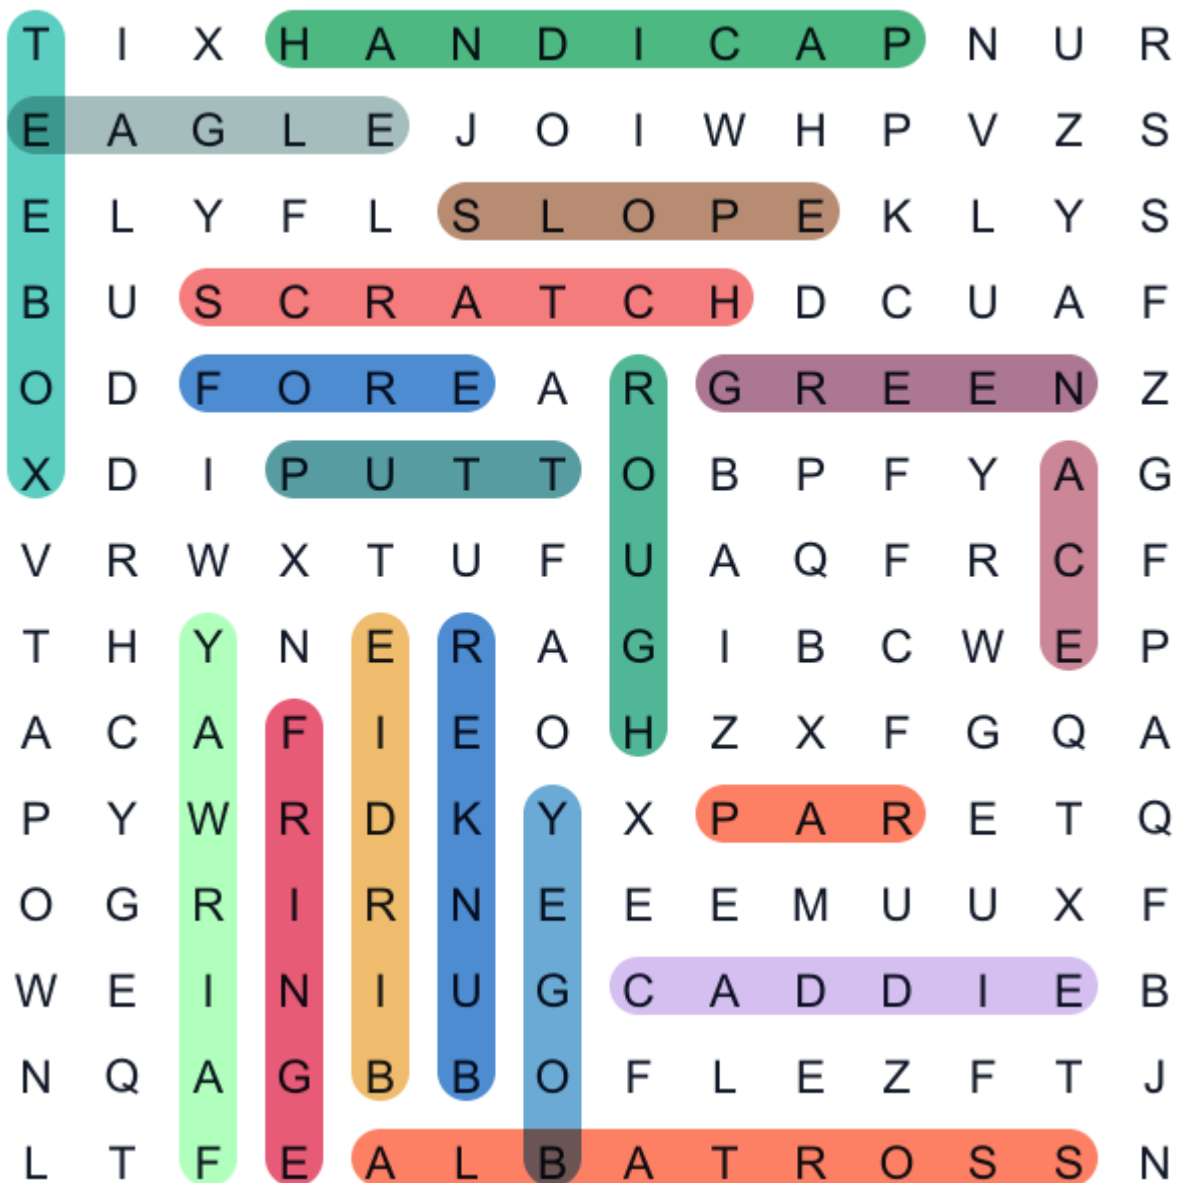 T I X H A N D I C A P N U R
E A G L E J O I W H P V Z S
E L Y F L S L O P E K L Y S
B U S C R A T C H D C U A F
O D F O R E A R G R E E N Z
X D I P U T T O B P F Y A G
V R W X T U F U A Q F R C F
T H Y N E R A G I B C W E P
A C A F I E O H Z X F G Q A
P Y W R D K Y X P A R E T Q
O G R I R N E E E M U U X F
W E I N I U G C A D D I E B
N Q A G B B O F L E Z F T J
L T F E A L B A T R O S S N